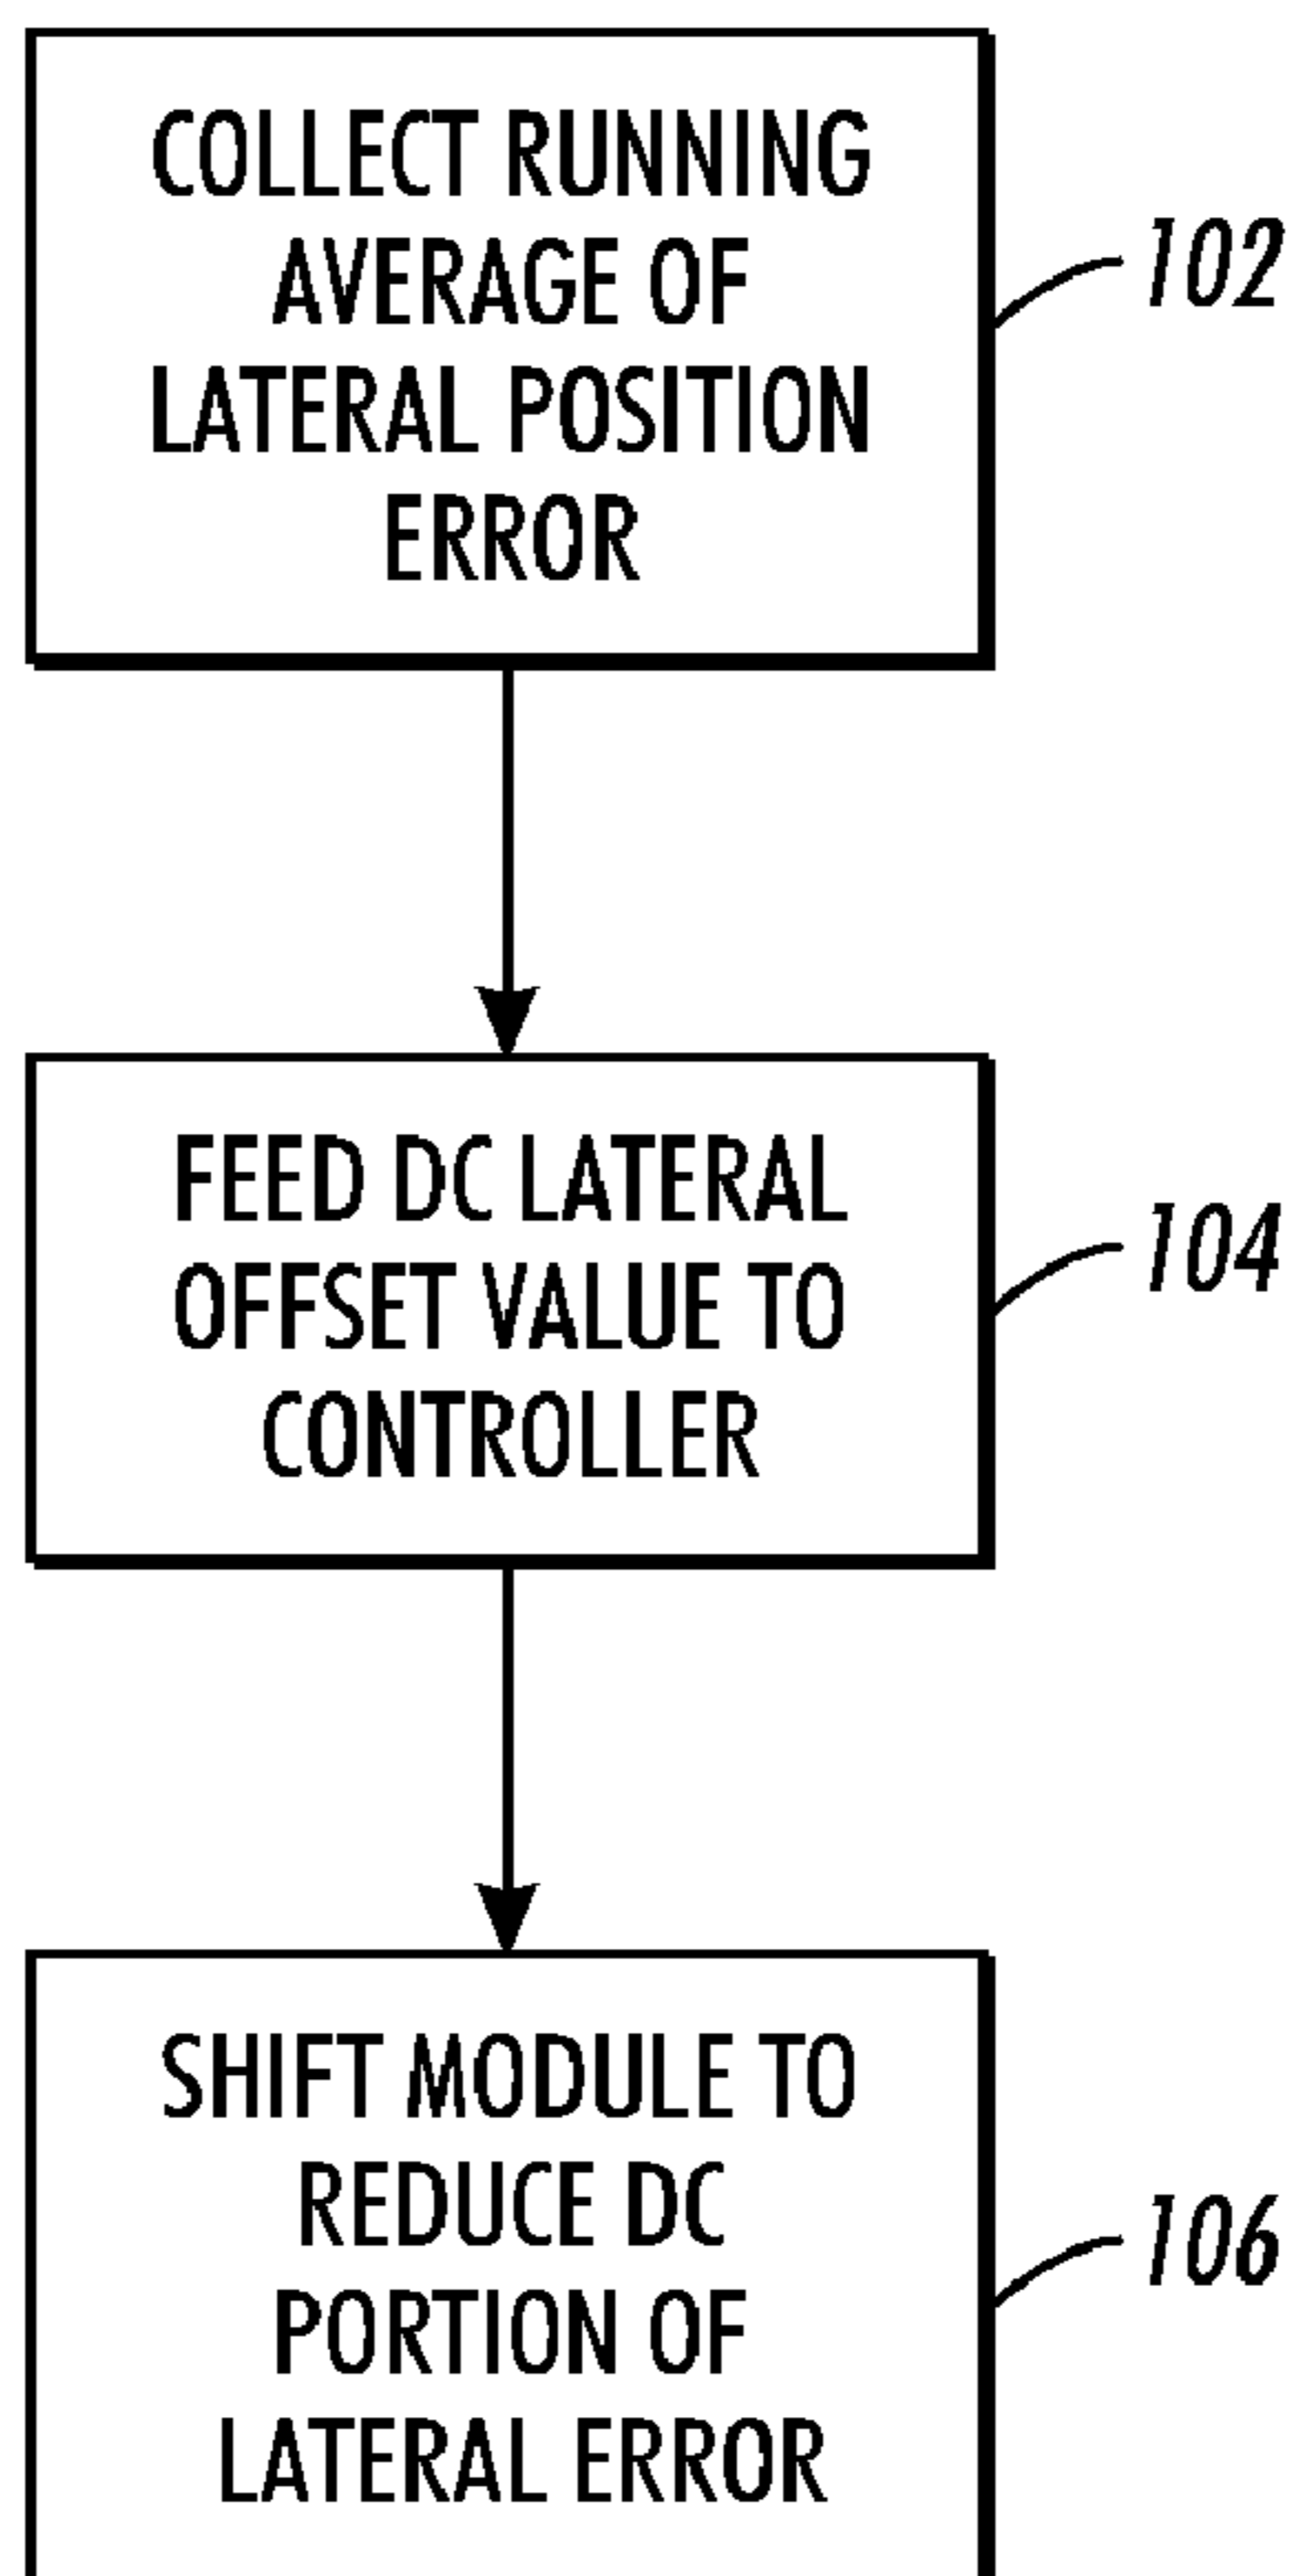 COLLECT RUNNING
AVERAGE OF
LATERAL POSITION
ERROR
102
FEED DC LATERAL
OFFSET VALUE TO
CONTROLLER
104
SHIFT MODULE TO
REDUCE DC
PORTION OF
LATERAL ERROR
106